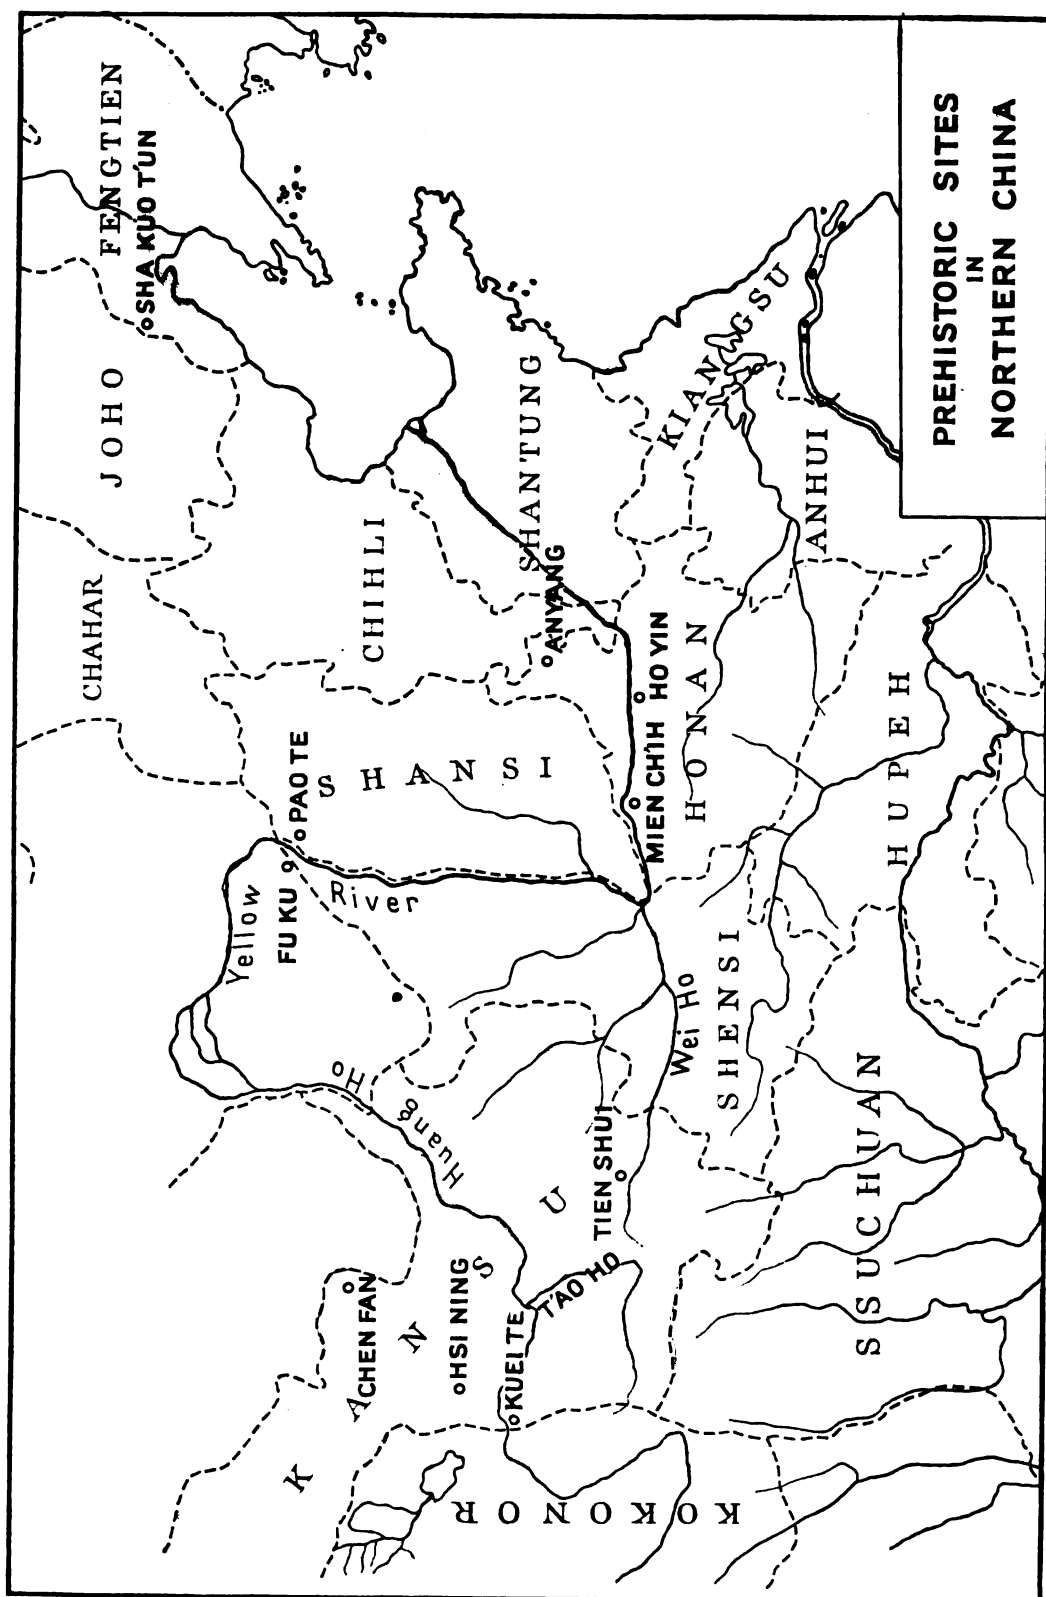 PREHISTORIC SITES
IN
NORTHERN CHINA
FENGTIEN
SHA KUO T'UN
JOHO
CHAHAR
CHIHLI
SHANTUNG
KIANGSU
ANHUI
ANYANG
HO YIN
MIEN CH'IH
HONAN
HUPEH
SHANSI
PAO TE
FU KU
Yellow
River
Huang
Ho
Wei Ho
SHENSI
SSUCHUAN
TIEN SHUI
T'AO HO
KANSU
CHEN FAN
HSI NING
KUEI TE
KOKONOR